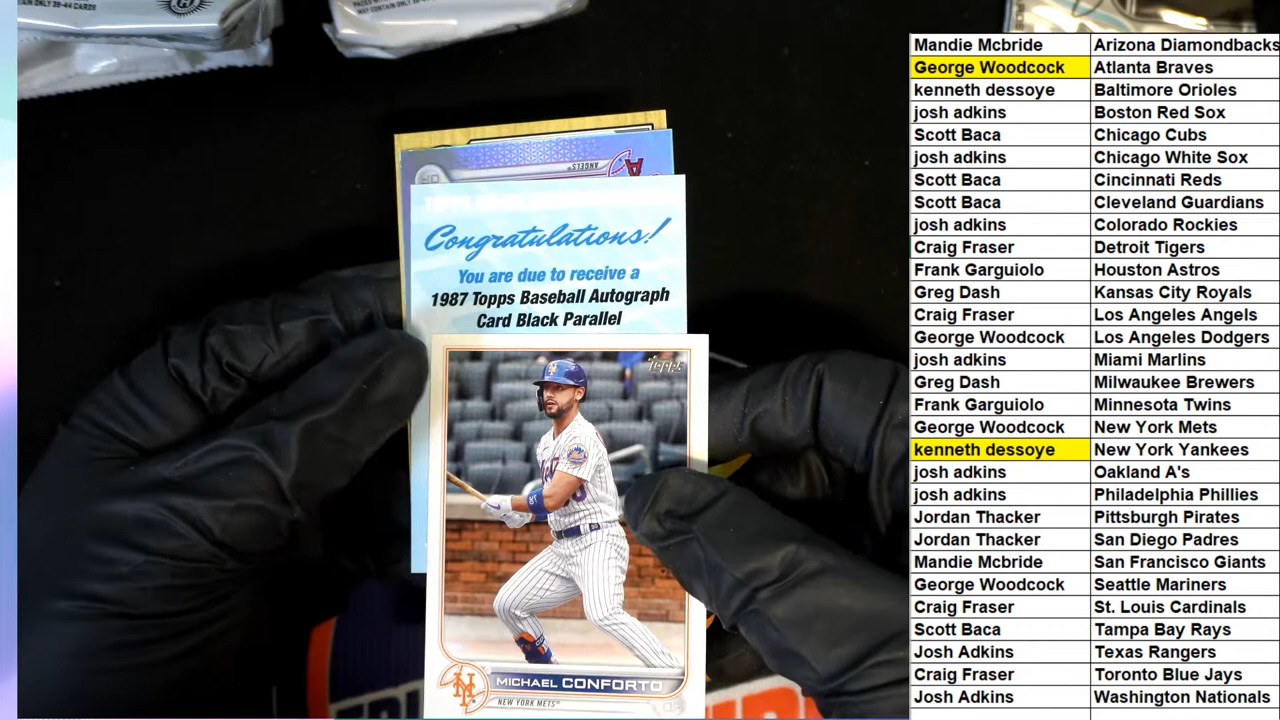 Congratulations!
You are due to receive a
1987 Topps Baseball Autograph
Card Black Parallel
ANGELS
Topps
MICHAEL CONFORTO
NEW YORK METS
Mandie Mcbride Arizona Diamondbacks
George Woodcock Atlanta Braves
kenneth dessoye Baltimore Orioles
josh adkins Boston Red Sox
Scott Baca Chicago Cubs
josh adkins Chicago White Sox
Scott Baca Cincinnati Reds
Scott Baca Cleveland Guardians
josh adkins Colorado Rockies
Craig Fraser Detroit Tigers
Frank Garguiolo Houston Astros
Greg Dash Kansas City Royals
Craig Fraser Los Angeles Angels
George Woodcock Los Angeles Dodgers
josh adkins Miami Marlins
Greg Dash Milwaukee Brewers
Frank Garguiolo Minnesota Twins
George Woodcock New York Mets
kenneth dessoye New York Yankees
josh adkins Oakland A's
josh adkins Philadelphia Phillies
Jordan Thacker Pittsburgh Pirates
Jordan Thacker San Diego Padres
Mandie Mcbride San Francisco Giants
George Woodcock Seattle Mariners
Craig Fraser St. Louis Cardinals
Scott Baca Tampa Bay Rays
Josh Adkins Texas Rangers
Craig Fraser Toronto Blue Jays
Josh Adkins Washington Nationals